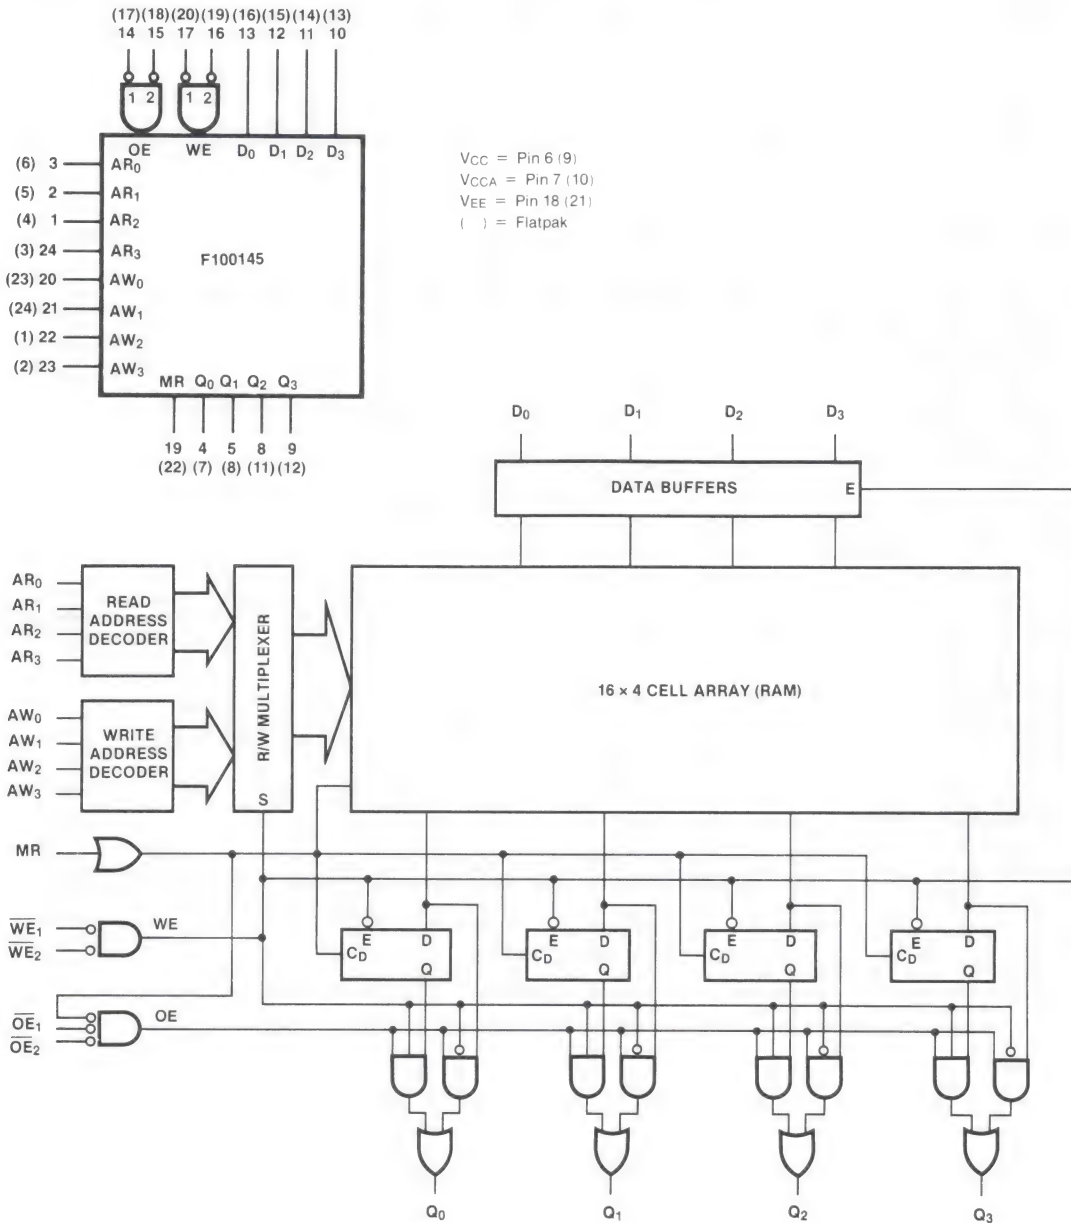 (17) (18) (20) (19) (16) (15) (14) (13)
14 15 17 16 13 12 11 10
1 2 1 2
OE WE D0 D1 D2 D3
(6) 3 AR0
(5) 2 AR1
(4) 1 AR2
(3) 24 AR3
(23) 20 AW0
(24) 21 AW1
(1) 22 AW2
(2) 23 AW3
F100145
MR Q0 Q1 Q2 Q3
19 4 5 8 9
(22) (7) (8) (11) (12)
VCC = Pin 6 (9)
VCCA = Pin 7 (10)
VEE = Pin 18 (21)
( ) = Flatpak
D0 D1 D2 D3
DATA BUFFERS E
AR0
AR1
AR2
AR3
READ
ADDRESS
DECODER
AW0
AW1
AW2
AW3
WRITE
ADDRESS
DECODER
R/W MULTIPLEXER
S
16 × 4 CELL ARRAY (RAM)
MR
WE1
WE2
WE
OE1
OE2
OE
E D E D E D E D
CD CD CD CD
Q Q Q Q
Q0 Q1 Q2 Q3